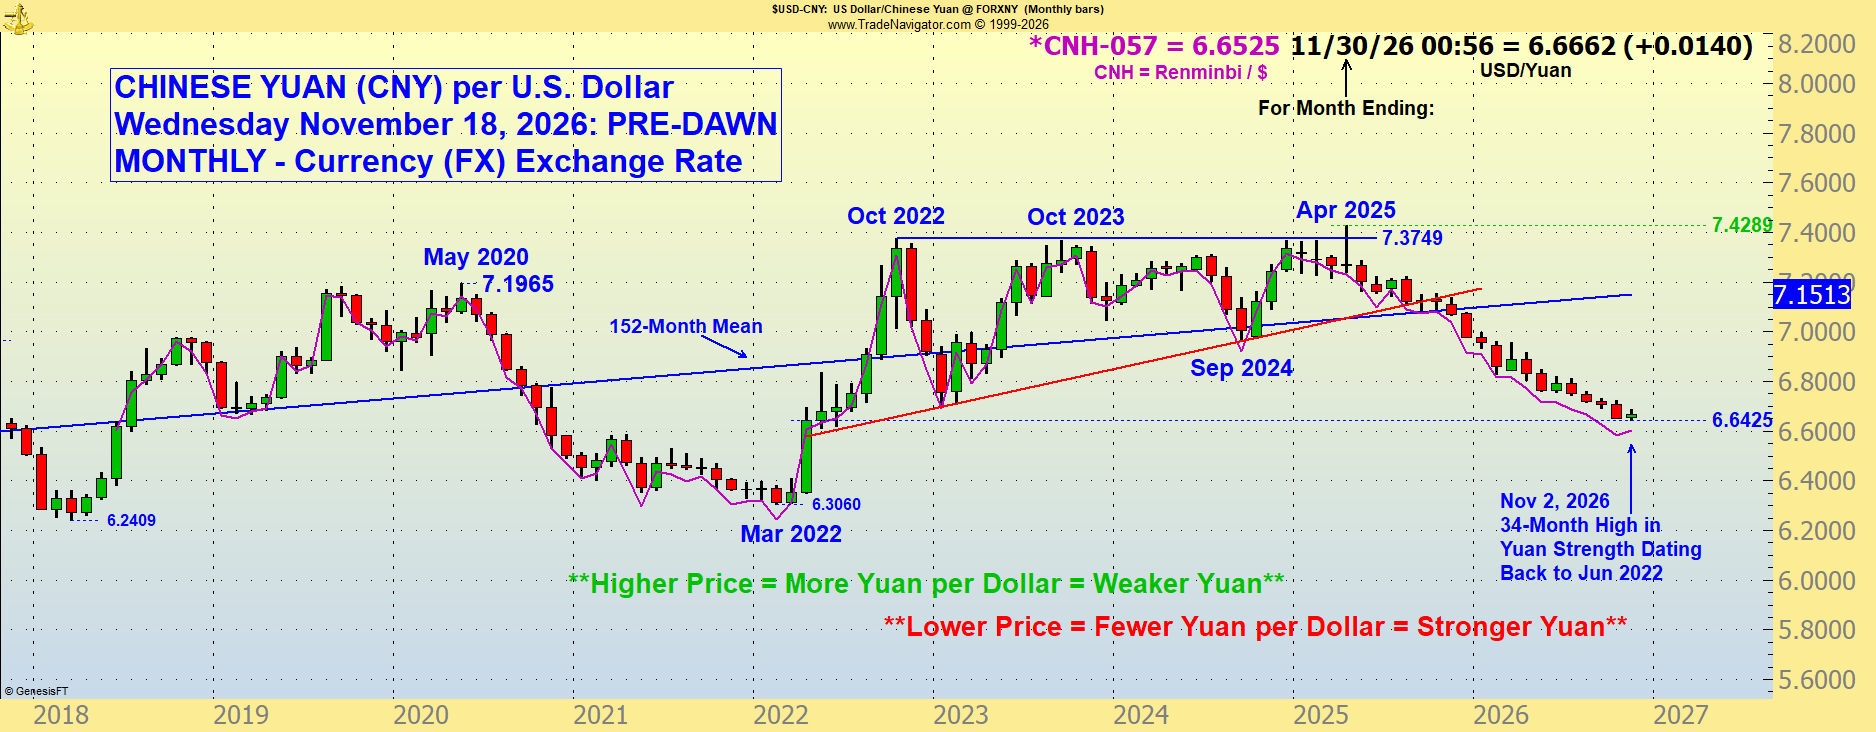 $USD-CNY:  US Dollar/Chinese Yuan @ FORXNY  (Monthly bars)
www.TradeNavigator.com © 1999-2026
*CNH-057 = 6.6525 11/30/26 00:56 = 6.6662 (+0.0140)
CNH = Renminbi / $
USD/Yuan
For Month Ending:
CHINESE YUAN (CNY) per U.S. Dollar
Wednesday November 18, 2026: PRE-DAWN
MONTHLY - Currency (FX) Exchange Rate
8.2000
8.0000
7.8000
7.6000
7.4000
7.2000
7.1513
7.0000
6.8000
6.6000
6.4000
6.2000
6.0000
5.8000
5.6000
Oct 2022
Oct 2023
Apr 2025
7.4289
7.3749
May 2020
7.1965
152-Month Mean
Sep 2024
6.6425
6.3060
Mar 2022
6.2409
Nov 2, 2026
34-Month High in
Yuan Strength Dating
Back to Jun 2022
**Higher Price = More Yuan per Dollar = Weaker Yuan**
**Lower Price = Fewer Yuan per Dollar = Stronger Yuan**
© GenesisFT
2018
2019
2020
2021
2022
2023
2024
2025
2026
2027